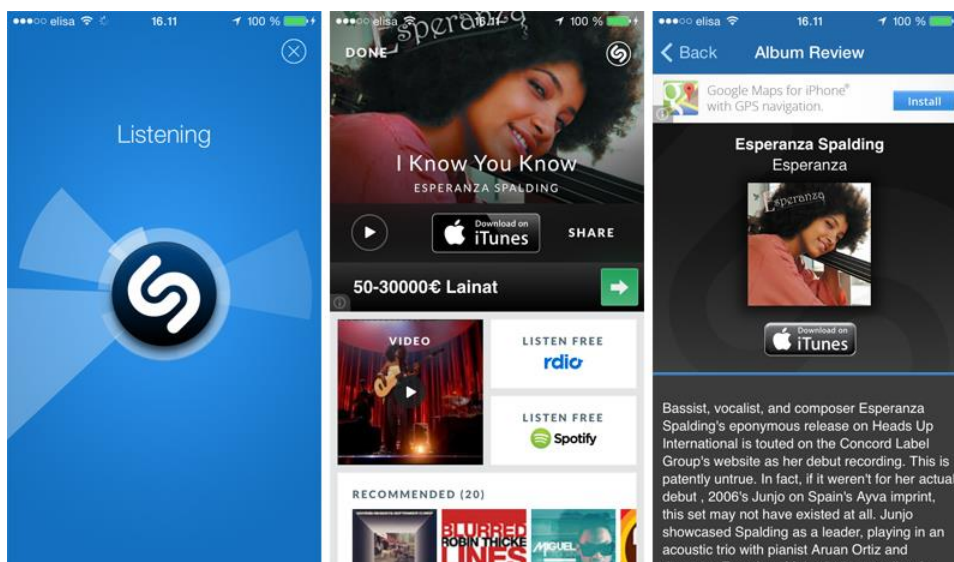 elisa 16.11 100 %
Listening
elisa 16.11 100 %
Esperanza
DONE
I Know You Know
ESPERANZA SPALDING
Download on
iTunes
SHARE
50-30000€ Lainat
VIDEO
LISTEN FREE
rdio
LISTEN FREE
Spotify
RECOMMENDED (20)
BLURRED
ROBIN THICKE
LINES
MIGUEL
elisa 16.11 100 %
Back Album Review
Google Maps for iPhone®
with GPS navigation.
Install
Esperanza Spalding
Esperanza
Esperanza
Download on
iTunes
Bassist, vocalist, and composer Esperanza
Spalding's eponymous release on Heads Up
International is touted on the Concord Label
Group's website as her debut recording. This is
patently untrue. In fact, if it weren't for her actual
debut , 2006's Junjo on Spain's Ayva imprint,
this set may not have existed at all. Junjo
showcased Spalding as a leader, playing in an
acoustic trio with pianist Aruan Ortiz and